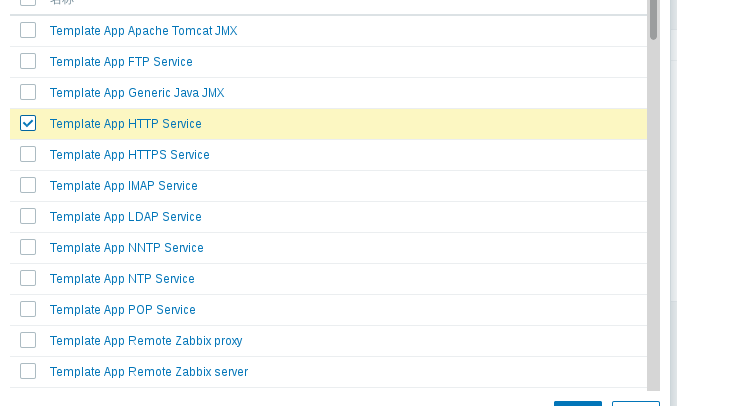 名称
Template App Apache Tomcat JMX
Template App FTP Service
Template App Generic Java JMX
Template App HTTP Service
Template App HTTPS Service
Template App IMAP Service
Template App LDAP Service
Template App NNTP Service
Template App NTP Service
Template App POP Service
Template App Remote Zabbix proxy
Template App Remote Zabbix server